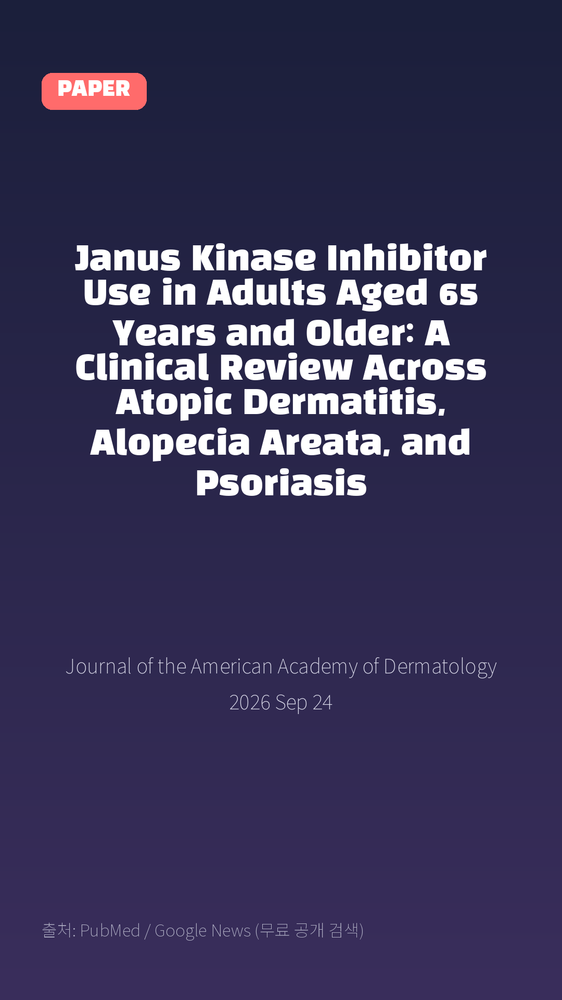 PAPER
Janus Kinase Inhibitor
Use in Adults Aged 65
Years and Older: A
Clinical Review Across
Atopic Dermatitis,
Alopecia Areata, and
Psoriasis
Journal of the American Academy of Dermatology
2026 Sep 24
출처: PubMed / Google News (무료 공개 검색)